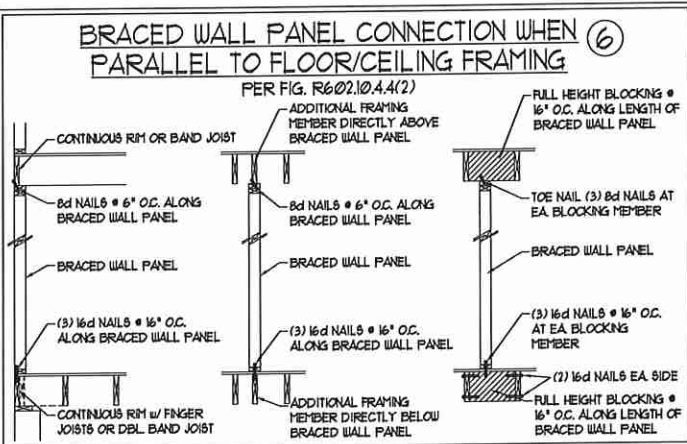 BRACED WALL PANEL CONNECTION WHEN
PARALLEL TO FLOOR/CEILING FRAMING
6
PER FIG. R602.10.4.4(2)
CONTINUOUS RIM OR BAND JOIST
8d NAILS @ 6" O.C. ALONG
BRACED WALL PANEL
BRACED WALL PANEL
(3) 16d NAILS @ 16" O.C.
ALONG BRACED WALL PANEL
CONTINUOUS RIM w/ FINGER
JOISTS OR DBL. BAND JOIST
ADDITIONAL FRAMING
MEMBER DIRECTLY ABOVE
BRACED WALL PANEL
8d NAILS @ 6" O.C. ALONG
BRACED WALL PANEL
BRACED WALL PANEL
(3) 16d NAILS @ 16" O.C.
ALONG BRACED WALL PANEL
ADDITIONAL FRAMING
MEMBER DIRECTLY BELOW
BRACED WALL PANEL
FULL HEIGHT BLOCKING @
16" O.C. ALONG LENGTH OF
BRACED WALL PANEL
TOE NAIL (3) 8d NAILS AT
EA. BLOCKING MEMBER
BRACED WALL PANEL
(3) 16d NAILS @ 16" O.C.
AT EA. BLOCKING
MEMBER
(2) 16d NAILS EA. SIDE
FULL HEIGHT BLOCKING @
16" O.C. ALONG LENGTH OF
BRACED WALL PANEL